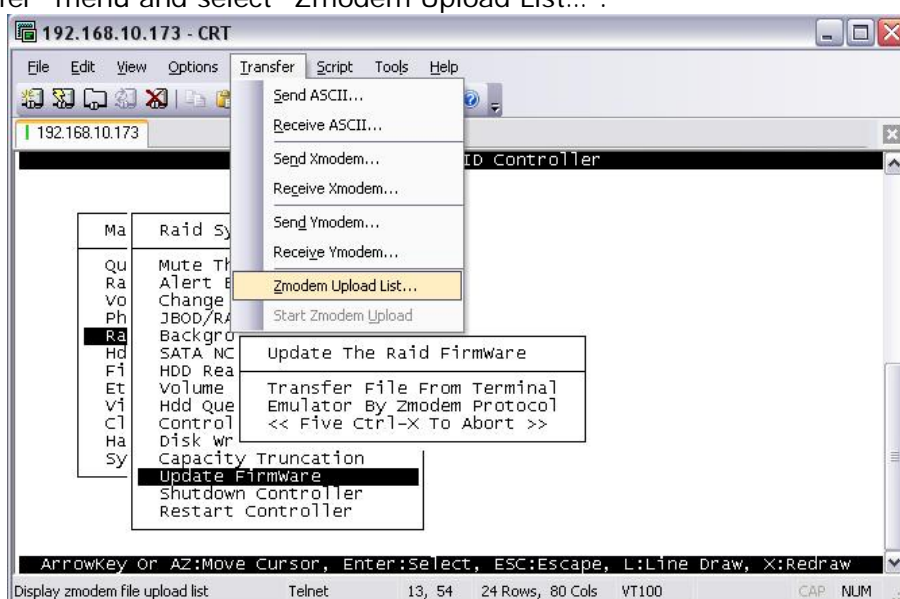 er" menu and select "Zmodem Upload List...".
192.168.10.173 - CRT
File Edit View Options Transfer Script Tools Help
192.168.10.173
Send ASCII...
Receive ASCII...
Send Xmodem...
Receive Xmodem...
Send Ymodem...
Receive Ymodem...
Zmodem Upload List...
Start Zmodem Upload
ID Controller
Ma
Qu
Ra
Vo
Ph
Ra
Hd
Fi
Et
Vi
Cl
Ha
Sy
Raid Sy
Mute Th
Alert B
Change
JBOD/RA
Backgro
SATA NC
HDD Rea
Volume
Hdd Que
Control
Disk Wr
Capacity Truncation
Update FirmWare
Shutdown Controller
Restart Controller
Update The Raid FirmWare
Transfer File From Terminal
Emulator By Zmodem Protocol
<< Five Ctrl-X To Abort >>
ArrowKey Or AZ:Move Cursor, Enter:Select, ESC:Escape, L:Line Draw, X:Redraw
Display zmodem file upload list Telnet 13, 54 24 Rows, 80 Cols VT100 CAP NUM